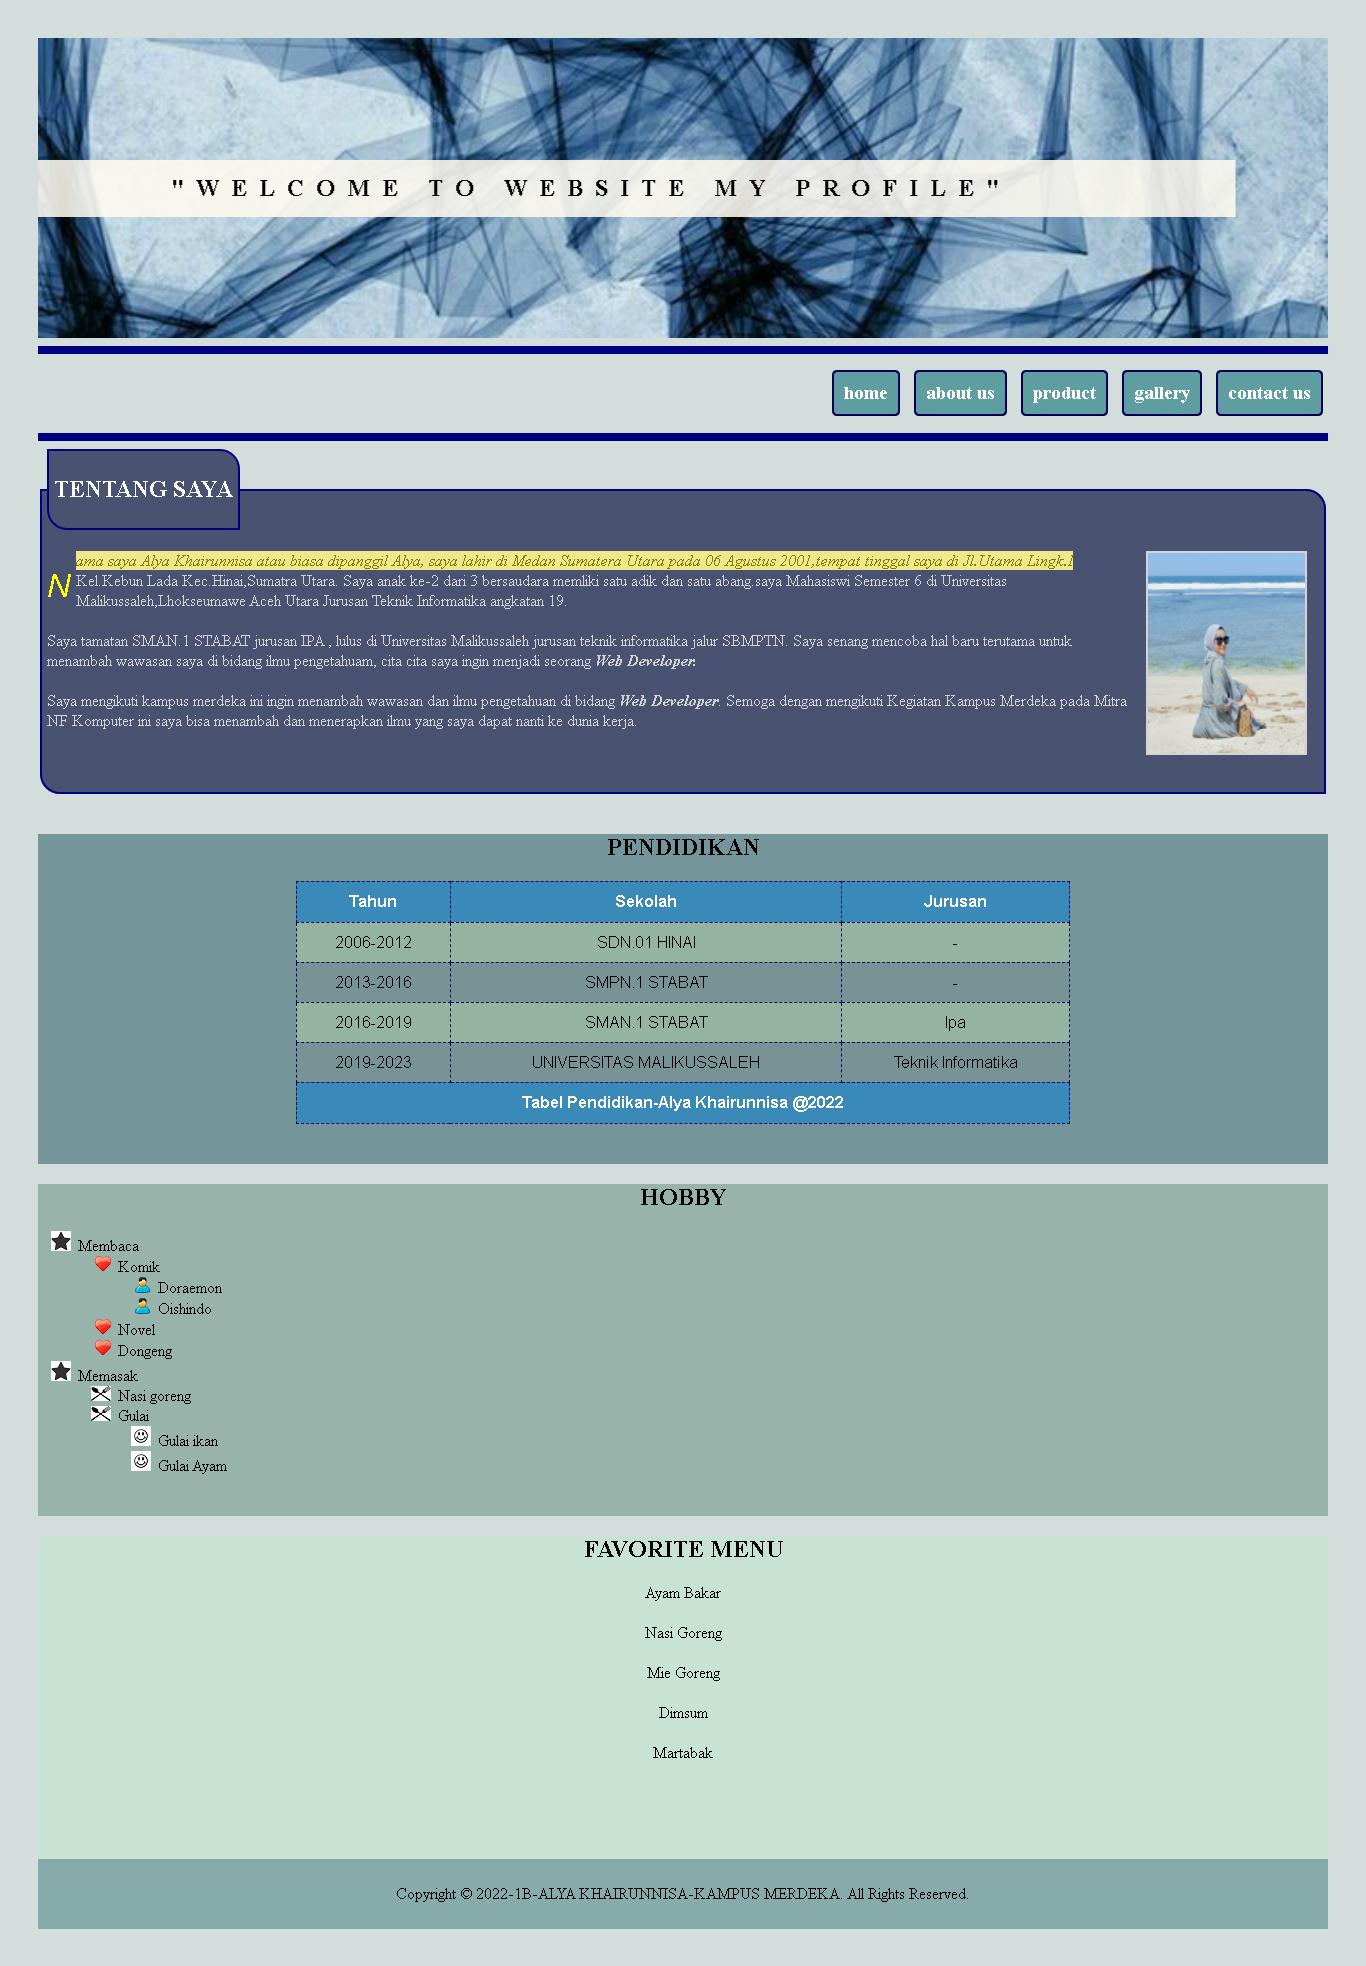 "WELCOME TO WEBSITE MY PROFILE"
home about us product gallery contact us
TENTANG SAYA
Nama saya Alya Khairunnisa atau biasa dipanggil Alya, saya lahir di Medan Sumatera Utara pada 06 Agustus 2001,tempat tinggal saya di Jl.Utama Lingk.I
Kel.Kebun Lada Kec.Hinai,Sumatra Utara. Saya anak ke-2 dari 3 bersaudara memliki satu adik dan satu abang.saya Mahasiswi Semester 6 di Universitas
Malikussaleh,Lhokseumawe Aceh Utara Jurusan Teknik Informatika angkatan 19.
Saya tamatan SMAN.1 STABAT jurusan IPA , lulus di Universitas Malikussaleh jurusan teknik informatika jalur SBMPTN. Saya senang mencoba hal baru terutama untuk
menambah wawasan saya di bidang ilmu pengetahuam, cita cita saya ingin menjadi seorang Web Developer.
Saya mengikuti kampus merdeka ini ingin menambah wawasan dan ilmu pengetahuan di bidang Web Developer. Semoga dengan mengikuti Kegiatan Kampus Merdeka pada Mitra
NF Komputer ini saya bisa menambah dan menerapkan ilmu yang saya dapat nanti ke dunia kerja.
PENDIDIKAN
Tahun Sekolah Jurusan
2006-2012 SDN.01 HINAI -
2013-2016 SMPN.1 STABAT -
2016-2019 SMAN.1 STABAT Ipa
2019-2023 UNIVERSITAS MALIKUSSALEH Teknik Informatika
Tabel Pendidikan-Alya Khairunnisa @2022
HOBBY
Membaca
Komik
Doraemon
Oishindo
Novel
Dongeng
Memasak
Nasi goreng
Gulai
Gulai ikan
Gulai Ayam
FAVORITE MENU
Ayam Bakar
Nasi Goreng
Mie Goreng
Dimsum
Martabak
Copyright © 2022-1B-ALYA KHAIRUNNISA-KAMPUS MERDEKA. All Rights Reserved.